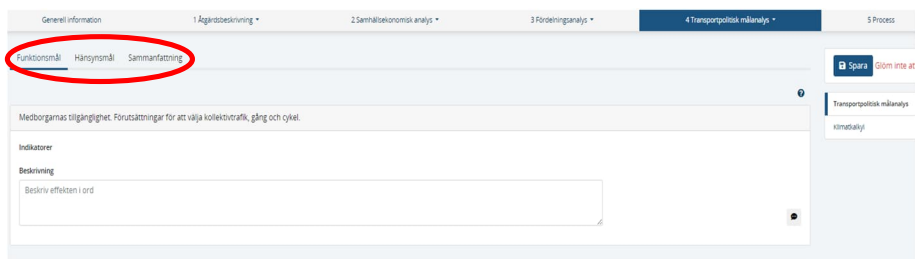 Generell information 1 Åtgärdsbeskrivning 2 Samhällsekonomisk analys 3 Fördelningsanalys 4 Transportpolitisk målanalys 5 Process
Funktionsmål Hänsynsmål Sammanfattning
Spara Glöm inte att
Transportpolitisk målanalys
Klimatkalkyl
Medborgarnas tillgänglighet. Förutsättningar för att välja kollektivtrafik, gång och cykel.
Indikatorer
Beskrivning
Beskriv effekten i ord